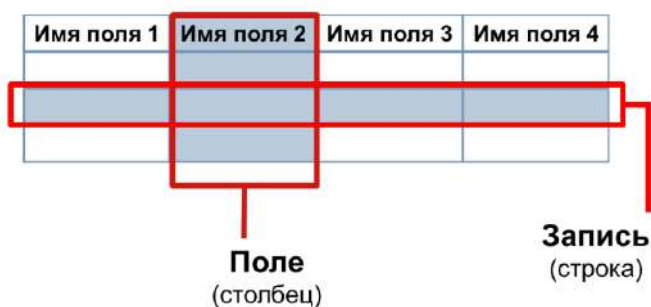 Имя поля 1 Имя поля 2 Имя поля 3 Имя поля 4
Поле
(столбец)
Запись
(строка)